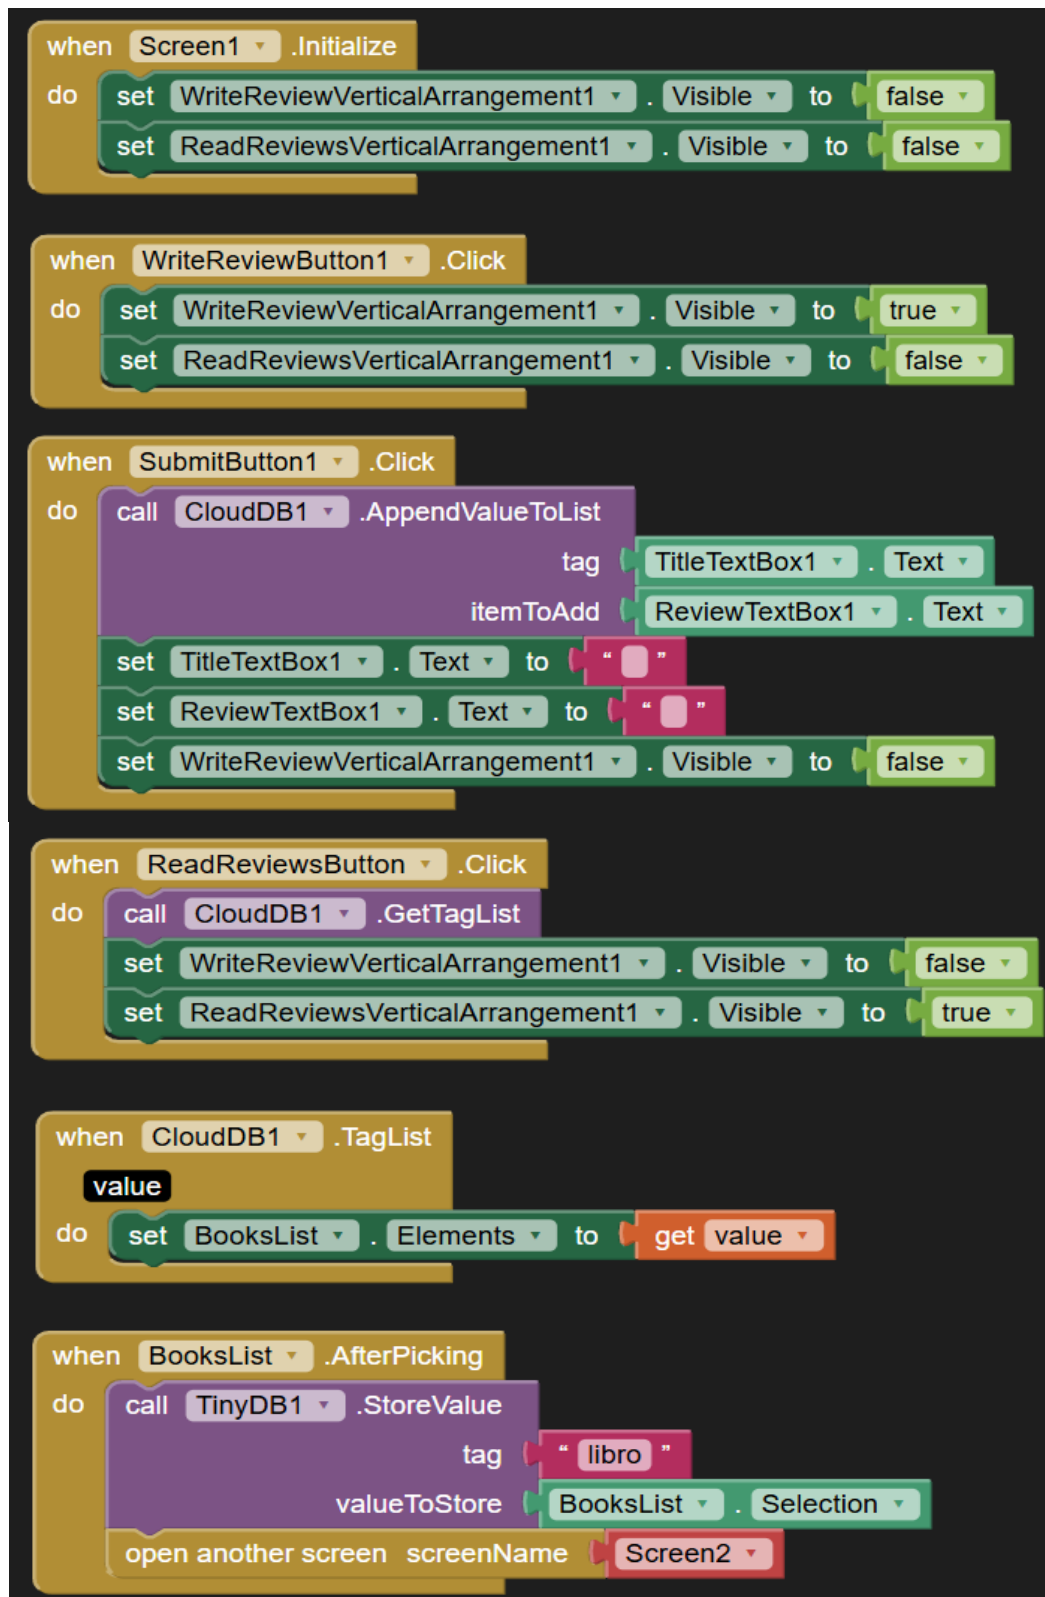 when Screen1 .Initialize
do set WriteReviewVerticalArrangement1 . Visible to false
set ReadReviewsVerticalArrangement1 . Visible to false
when WriteReviewButton1 .Click
do set WriteReviewVerticalArrangement1 . Visible to true
set ReadReviewsVerticalArrangement1 . Visible to false
when SubmitButton1 .Click
do call CloudDB1 .AppendValueToList
tag TitleTextBox1 . Text
itemToAdd ReviewTextBox1 . Text
set TitleTextBox1 . Text to “ ”
set ReviewTextBox1 . Text to “ ”
set WriteReviewVerticalArrangement1 . Visible to false
when ReadReviewsButton .Click
do call CloudDB1 .GetTagList
set WriteReviewVerticalArrangement1 . Visible to false
set ReadReviewsVerticalArrangement1 . Visible to true
when CloudDB1 .TagList
value
do set BooksList . Elements to get value
when BooksList .AfterPicking
do call TinyDB1 .StoreValue
tag “ libro ”
valueToStore BooksList . Selection
open another screen screenName Screen2